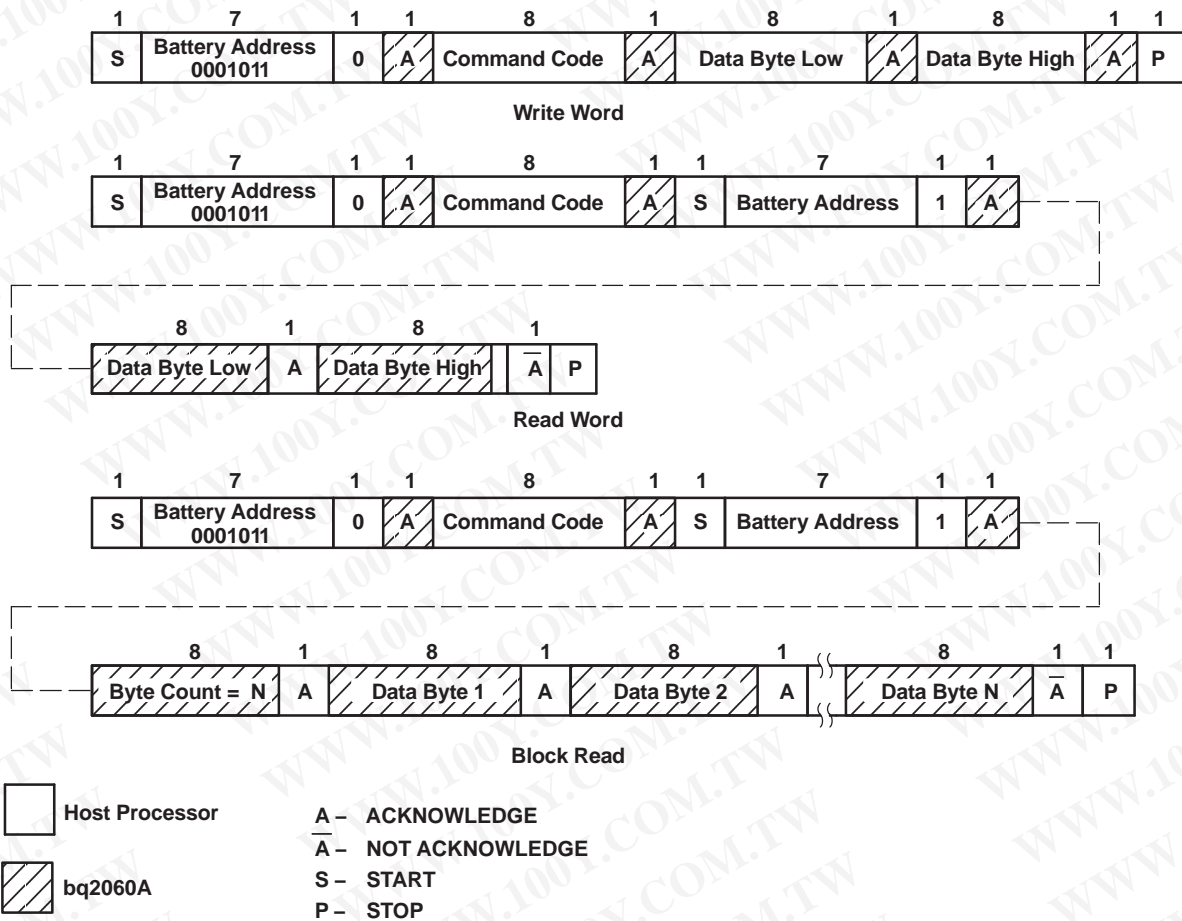 1 7 1 1 8 1 8 1 8 1 1
S Battery Address 0001011 0 A Command Code A Data Byte Low A Data Byte High A P
Write Word
1 7 1 1 8 1 1 7 1 1
S Battery Address 0001011 0 A Command Code A S Battery Address 1 A
8 1 8 1
Data Byte Low A Data Byte High A̅ P
Read Word
1 7 1 1 8 1 1 7 1 1
S Battery Address 0001011 0 A Command Code A S Battery Address 1 A
8 1 8 1 8 1 8 1 1
Byte Count = N A Data Byte 1 A Data Byte 2 A Data Byte N A̅ P
Block Read
Host Processor
bq2060A
A – ACKNOWLEDGE
A̅ – NOT ACKNOWLEDGE
S – START
P – STOP
WWW.100Y.COM.TW